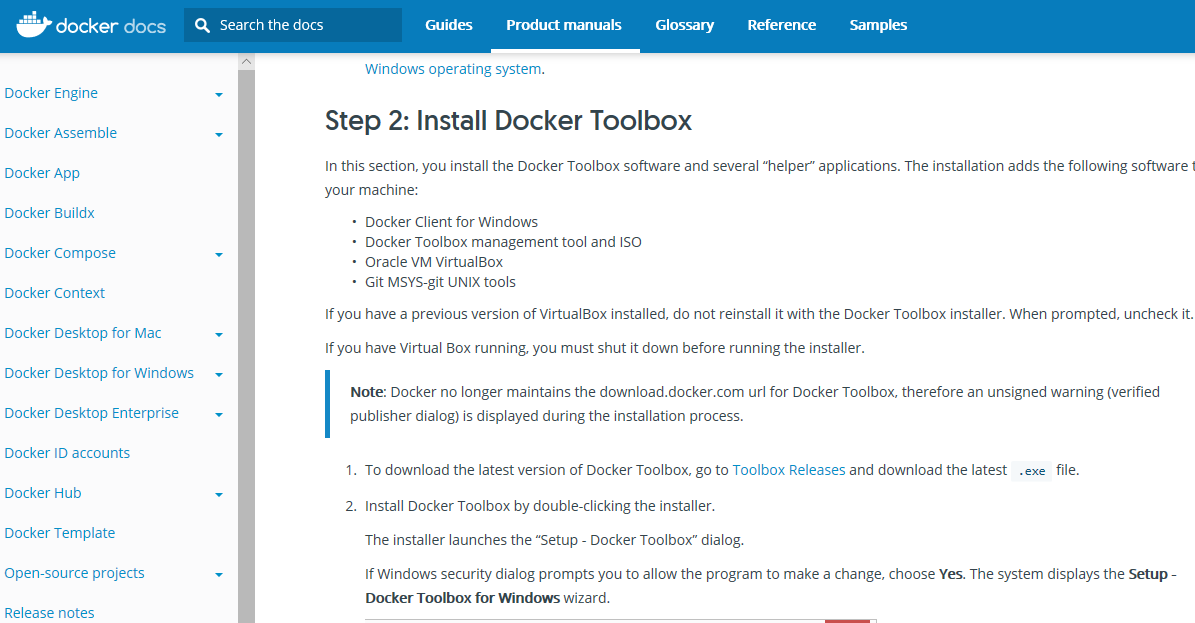 docker docs
Search the docs
Guides
Product manuals
Glossary
Reference
Samples
Docker Engine
Docker Assemble
Docker App
Docker Buildx
Docker Compose
Docker Context
Docker Desktop for Mac
Docker Desktop for Windows
Docker Desktop Enterprise
Docker ID accounts
Docker Hub
Docker Template
Open-source projects
Release notes
Windows operating system.
Step 2: Install Docker Toolbox
In this section, you install the Docker Toolbox software and several “helper” applications. The installation adds the following software t
your machine:
• Docker Client for Windows
• Docker Toolbox management tool and ISO
• Oracle VM VirtualBox
• Git MSYS-git UNIX tools
If you have a previous version of VirtualBox installed, do not reinstall it with the Docker Toolbox installer. When prompted, uncheck it.
If you have Virtual Box running, you must shut it down before running the installer.
Note: Docker no longer maintains the download.docker.com url for Docker Toolbox, therefore an unsigned warning (verified
publisher dialog) is displayed during the installation process.
1. To download the latest version of Docker Toolbox, go to Toolbox Releases and download the latest .exe file.
2. Install Docker Toolbox by double-clicking the installer.
The installer launches the “Setup - Docker Toolbox” dialog.
If Windows security dialog prompts you to allow the program to make a change, choose Yes. The system displays the Setup -
Docker Toolbox for Windows wizard.